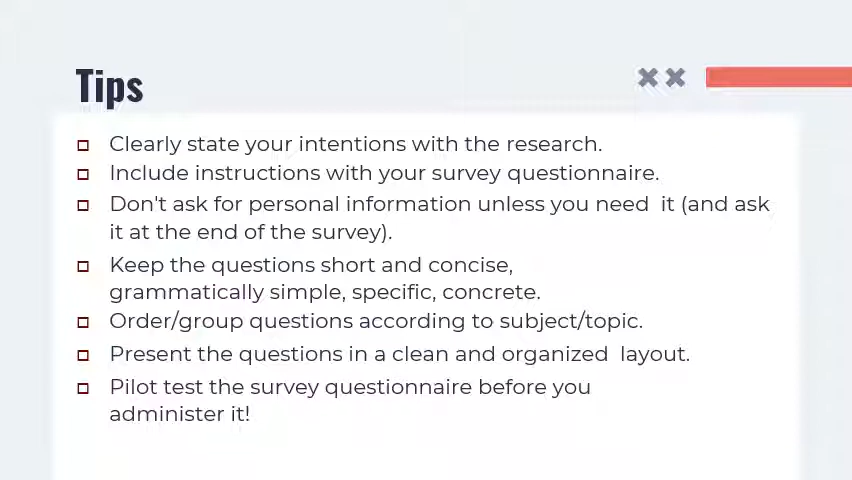 Tips
Clearly state your intentions with the research.
Include instructions with your survey questionnaire.
Don't ask for personal information unless you need  it (and ask
it at the end of the survey).
Keep the questions short and concise,
grammatically simple, specific, concrete.
Order/group questions according to subject/topic.
Present the questions in a clean and organized  layout.
Pilot test the survey questionnaire before you
administer it!